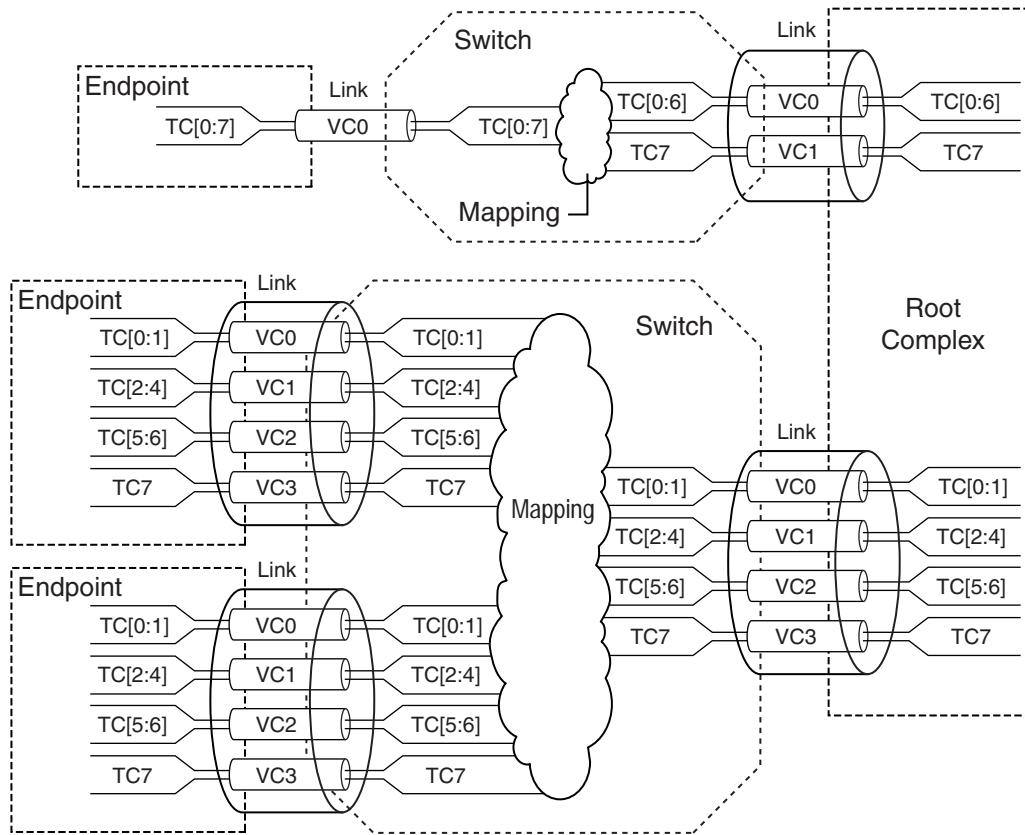 Link
Switch
Endpoint
Link
TC[0:7]
VC0
TC[0:7]
TC[0:6]
VC0
TC[0:6]
TC7
VC1
TC7
Mapping
Root
Complex
Endpoint
Link
Switch
TC[0:1]
VC0
TC[0:1]
TC[2:4]
VC1
TC[2:4]
TC[5:6]
VC2
TC[5:6]
TC7
VC3
TC7
Mapping
Link
TC[0:1]
VC0
TC[0:1]
TC[2:4]
VC1
TC[2:4]
TC[5:6]
VC2
TC[5:6]
TC7
VC3
TC7
Endpoint
Link
TC[0:1]
VC0
TC[0:1]
TC[2:4]
VC1
TC[2:4]
TC[5:6]
VC2
TC[5:6]
TC7
VC3
TC7